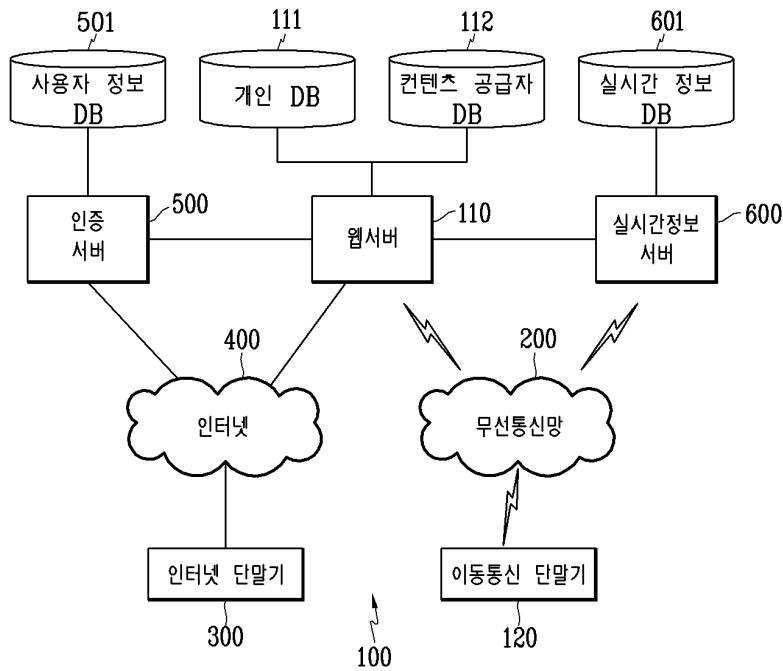 501
111
112
601
사용자 정보
DB
개인 DB
컨텐츠 공급자
DB
실시간 정보
DB
인증
서버
500
웹서버
110
실시간정보
서버
600
400
인터넷
200
무선통신망
인터넷 단말기
300
이동통신 단말기
120
100